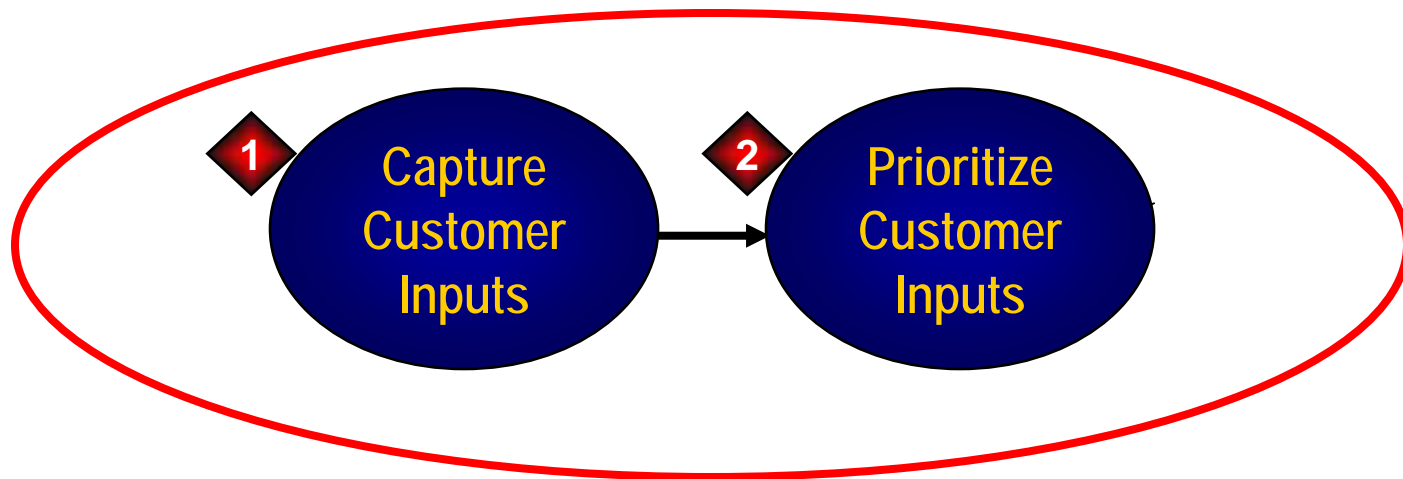 1
Capture
Customer
Inputs
2
Prioritize
Customer
Inputs